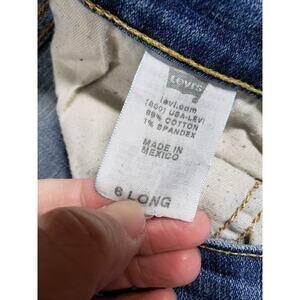 Levi's
levi.com
(800) USA-LEVI
99% COTTON
1% SPANDEX
MADE IN
MEXICO
6 LONG